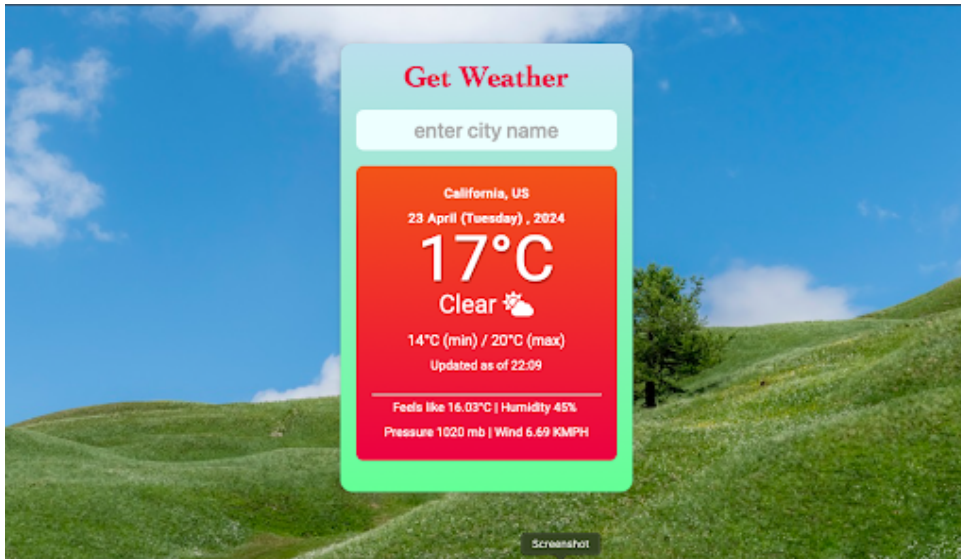 Get Weather
enter city name
California, US
23 April (Tuesday) , 2024
17°C
Clear
14°C (min) / 20°C (max)
Updated as of 22:09
Feels like 16.03°C | Humidity 45%
Pressure 1020 mb | Wind 6.69 KMPH
Screenshot